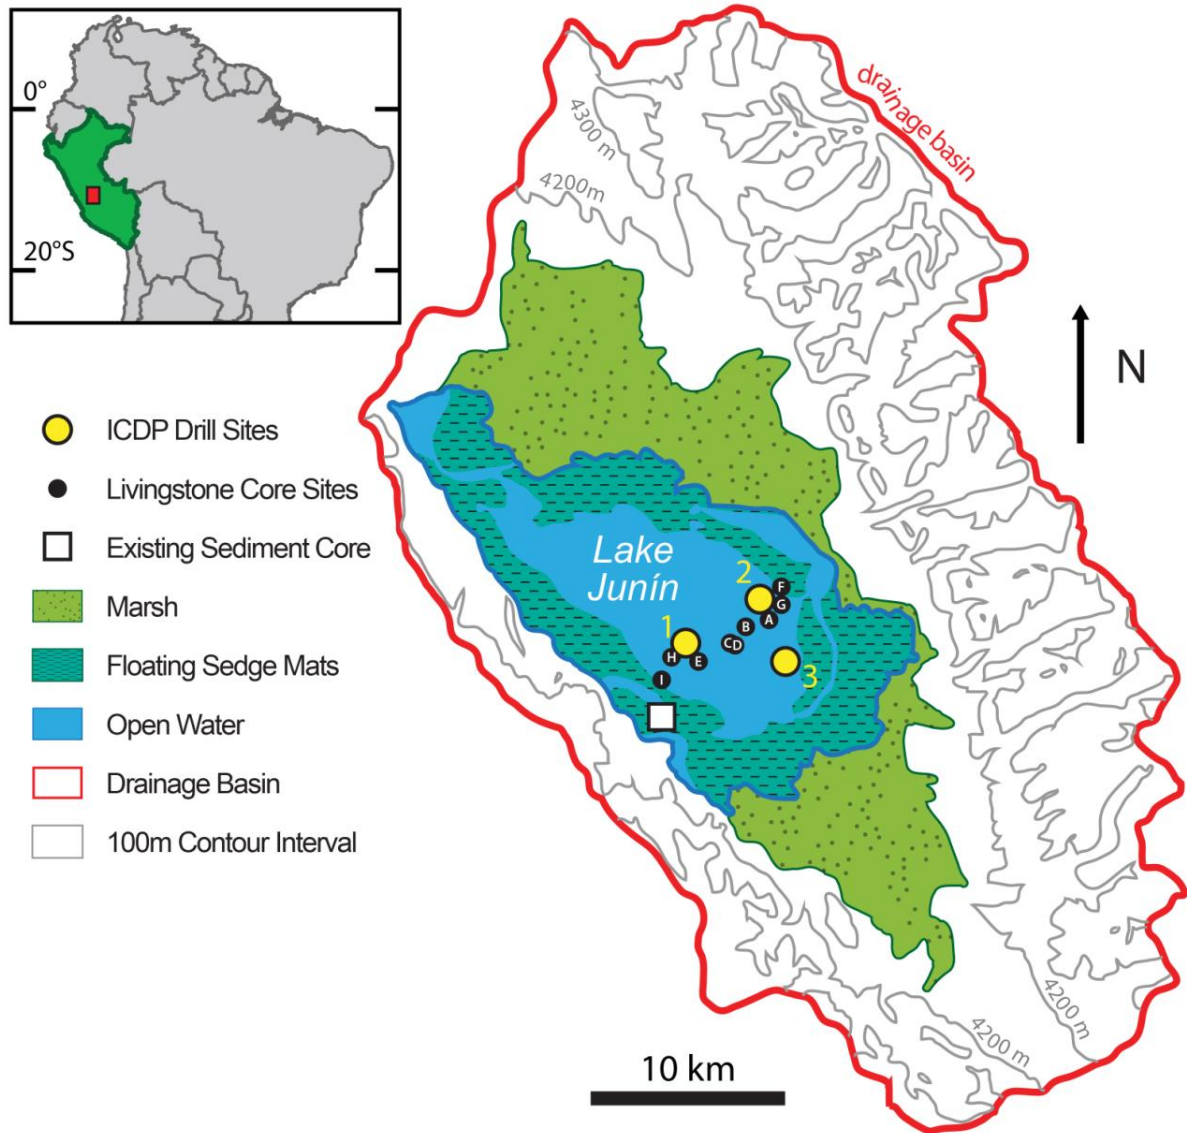 0°
20°S
ICDP Drill Sites
Livingstone Core Sites
Existing Sediment Core
Marsh
Floating Sedge Mats
Open Water
Drainage Basin
100m Contour Interval
drainage basin
4300 m
4200m
N
Lake
Junín
2
F
G
A
B
C
D
1
H
E
I
3
4200 m
4200 m
10 km